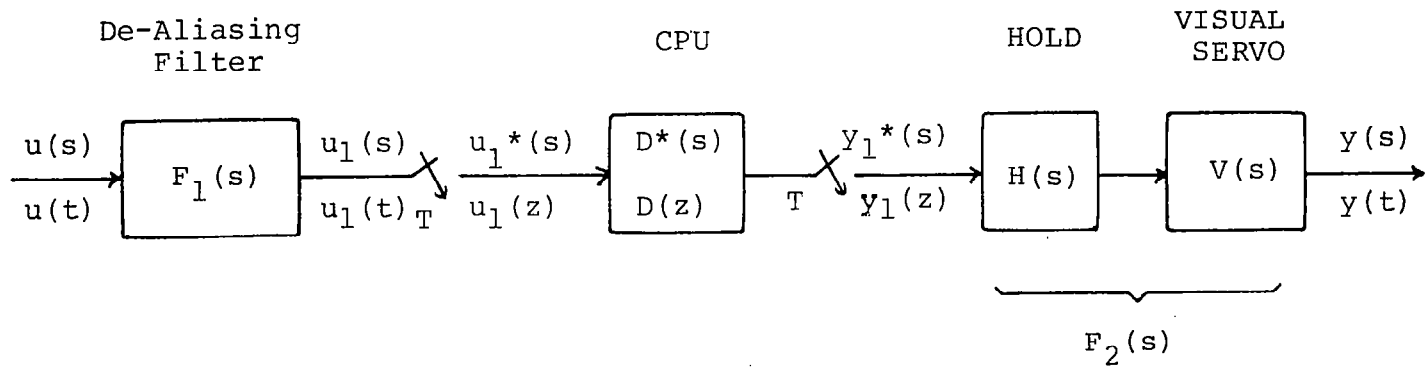 De-Aliasing
Filter
CPU
HOLD
VISUAL
SERVO
u(s)
u(t)
F₁(s)
u₁(s)
u₁(t)
T
u₁*(s)
u₁(z)
D*(s)
D(z)
T
y₁*(s)
y₁(z)
H(s)
V(s)
y(s)
y(t)
F₂(s)